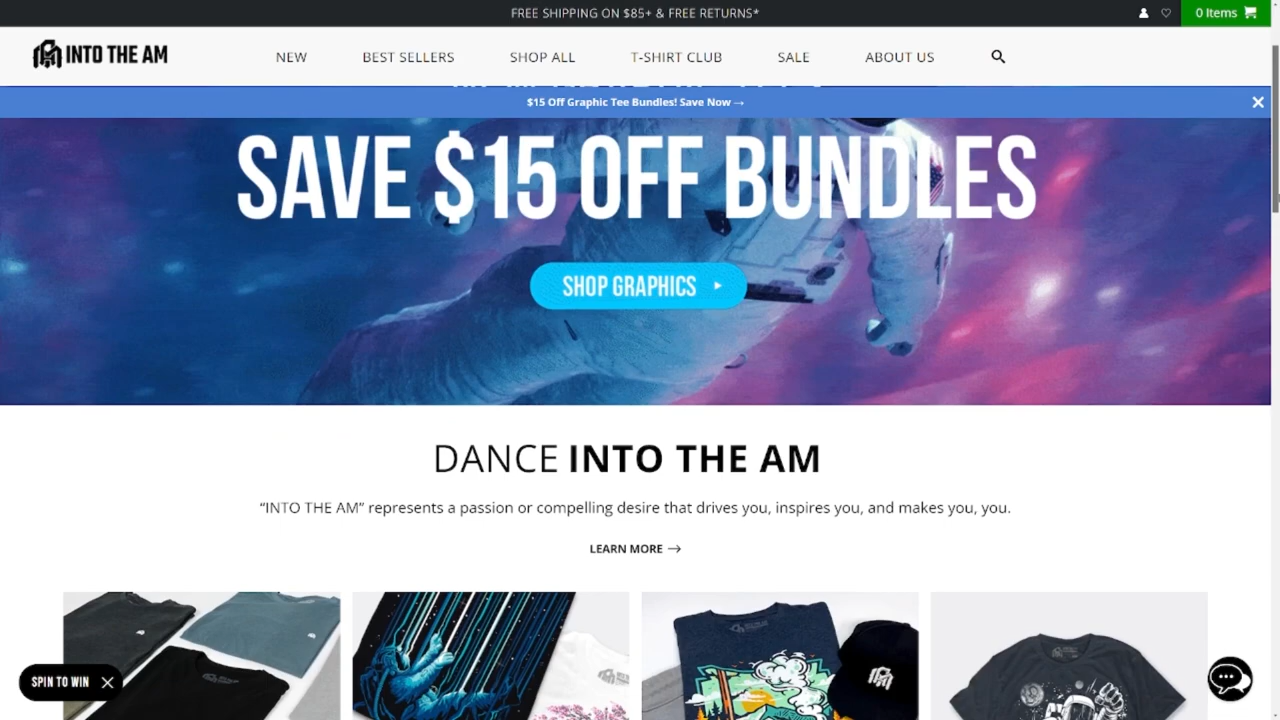 FREE SHIPPING ON $85+ & FREE RETURNS*
0 Items
INTO THE AM
NEW
BEST SELLERS
SHOP ALL
T-SHIRT CLUB
SALE
ABOUT US
$15 Off Graphic Tee Bundles! Save Now →
SAVE $15 OFF BUNDLES
SHOP GRAPHICS
DANCE INTO THE AM
“INTO THE AM” represents a passion or compelling desire that drives you, inspires you, and makes you, you.
LEARN MORE →
SPIN TO WIN